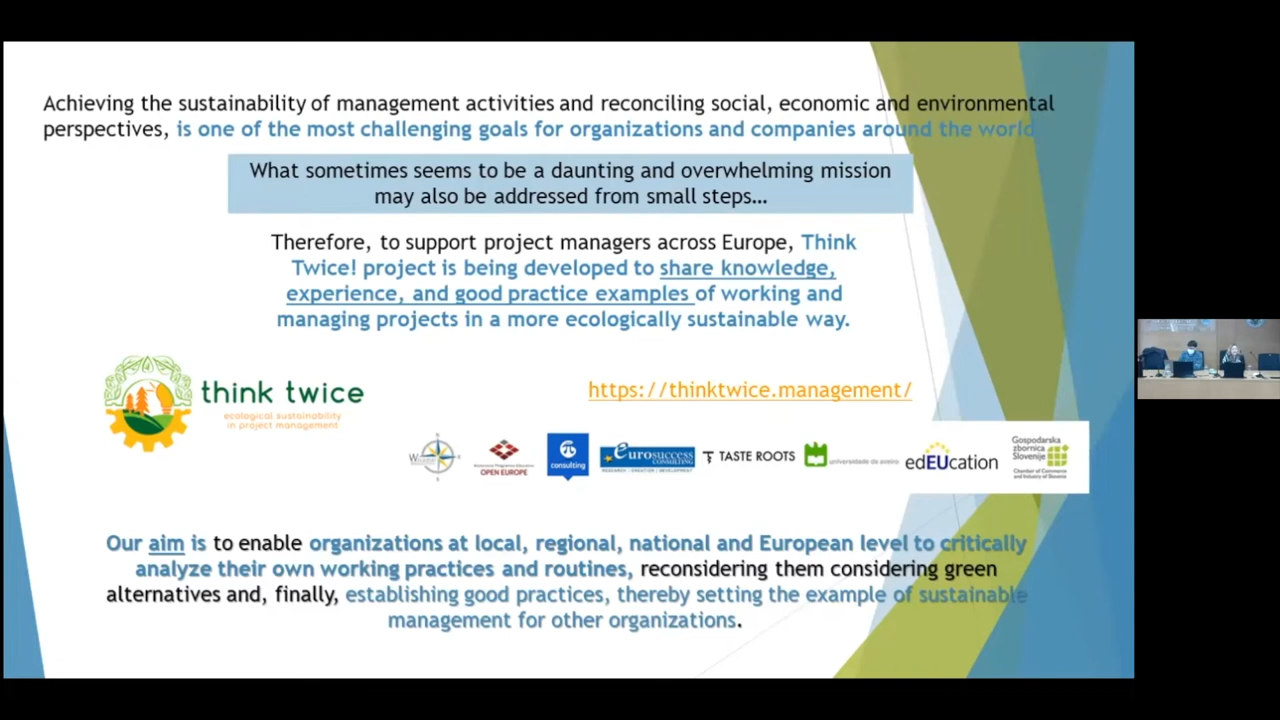 Achieving the sustainability of management activities and reconciling social, economic and environmental
perspectives, is one of the most challenging goals for organizations and companies around the world
What sometimes seems to be a daunting and overwhelming mission
may also be addressed from small steps…
Therefore, to support project managers across Europe, Think
Twice! project is being developed to share knowledge,
experience, and good practice examples of working and
managing projects in a more ecologically sustainable way.
think twice
ecological sustainability
in project management
https://thinktwice.management/
OPEN EUROPE
consulting
Eurosuccess
CONSULTING
RESEARCH | CREATION | DEVELOPMENT
TASTE ROOTS
universidade de aveiro
edEUcation
Gospodarska
zbornica
Slovenije
Chamber of Commerce
and Industry of Slovenia
Our aim is to enable organizations at local, regional, national and European level to critically
analyze their own working practices and routines, reconsidering them considering green
alternatives and, finally, establishing good practices, thereby setting the example of sustainable
management for other organizations.